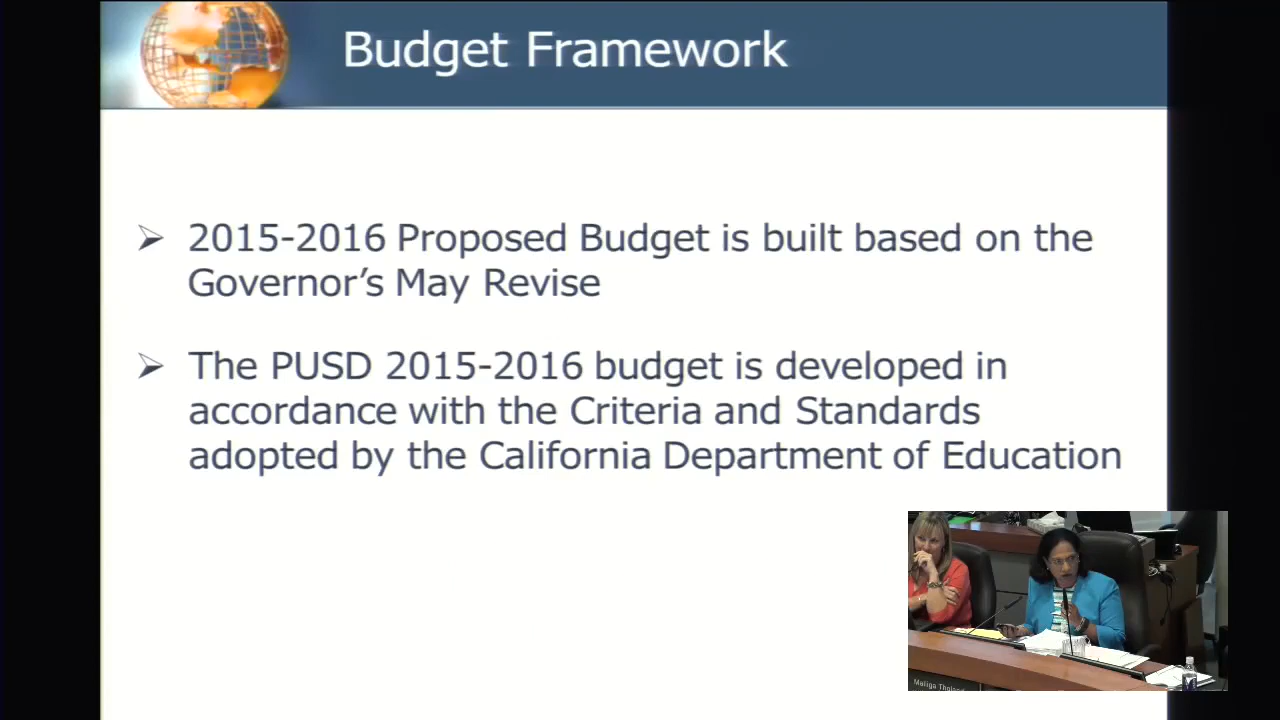 Budget Framework
➢ 2015-2016 Proposed Budget is built based on the
Governor’s May Revise
➢ The PUSD 2015-2016 budget is developed in
accordance with the Criteria and Standards
adopted by the California Department of Education